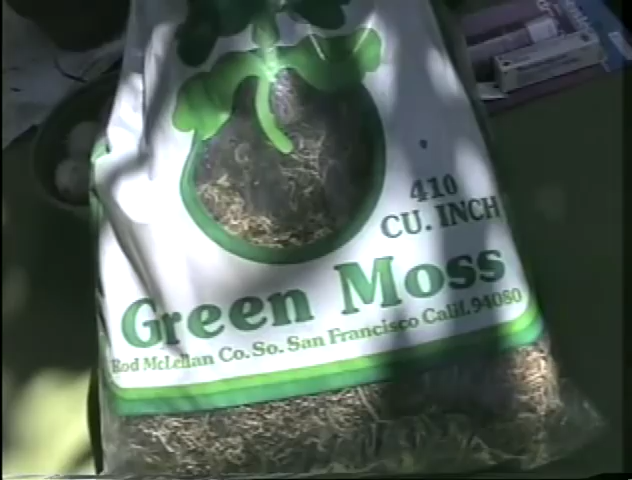 410
CU. INCH
Green Moss
Rod McLellan Co. So. San Francisco Calif. 94080